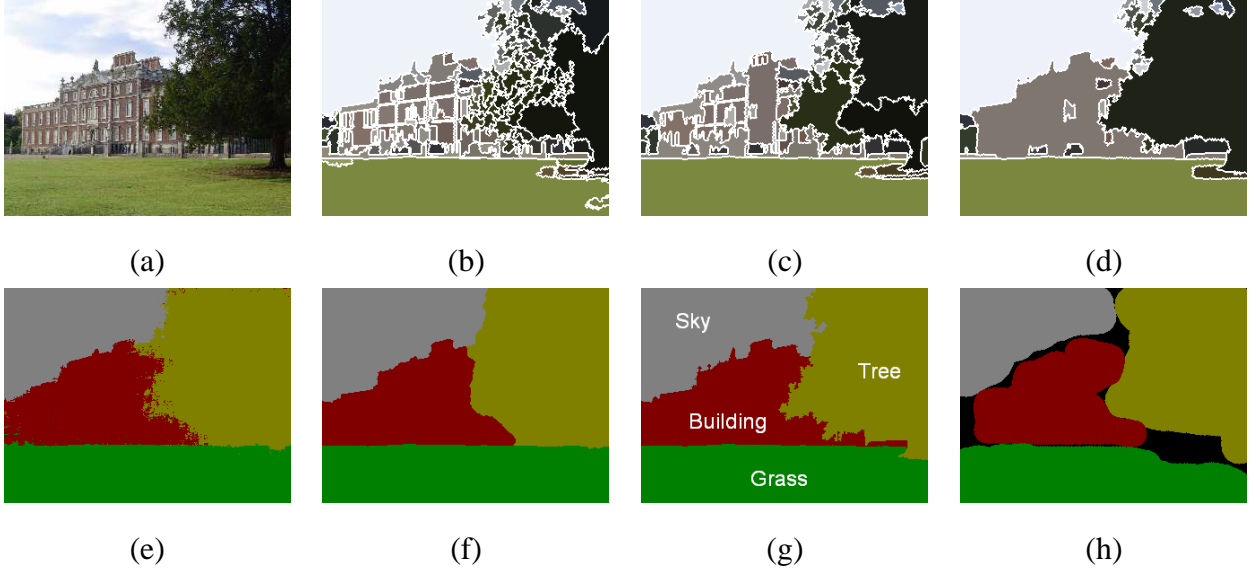 (a)
(b)
(c)
(d)
Sky
Tree
Building
Grass
(e)
(f)
(g)
(h)